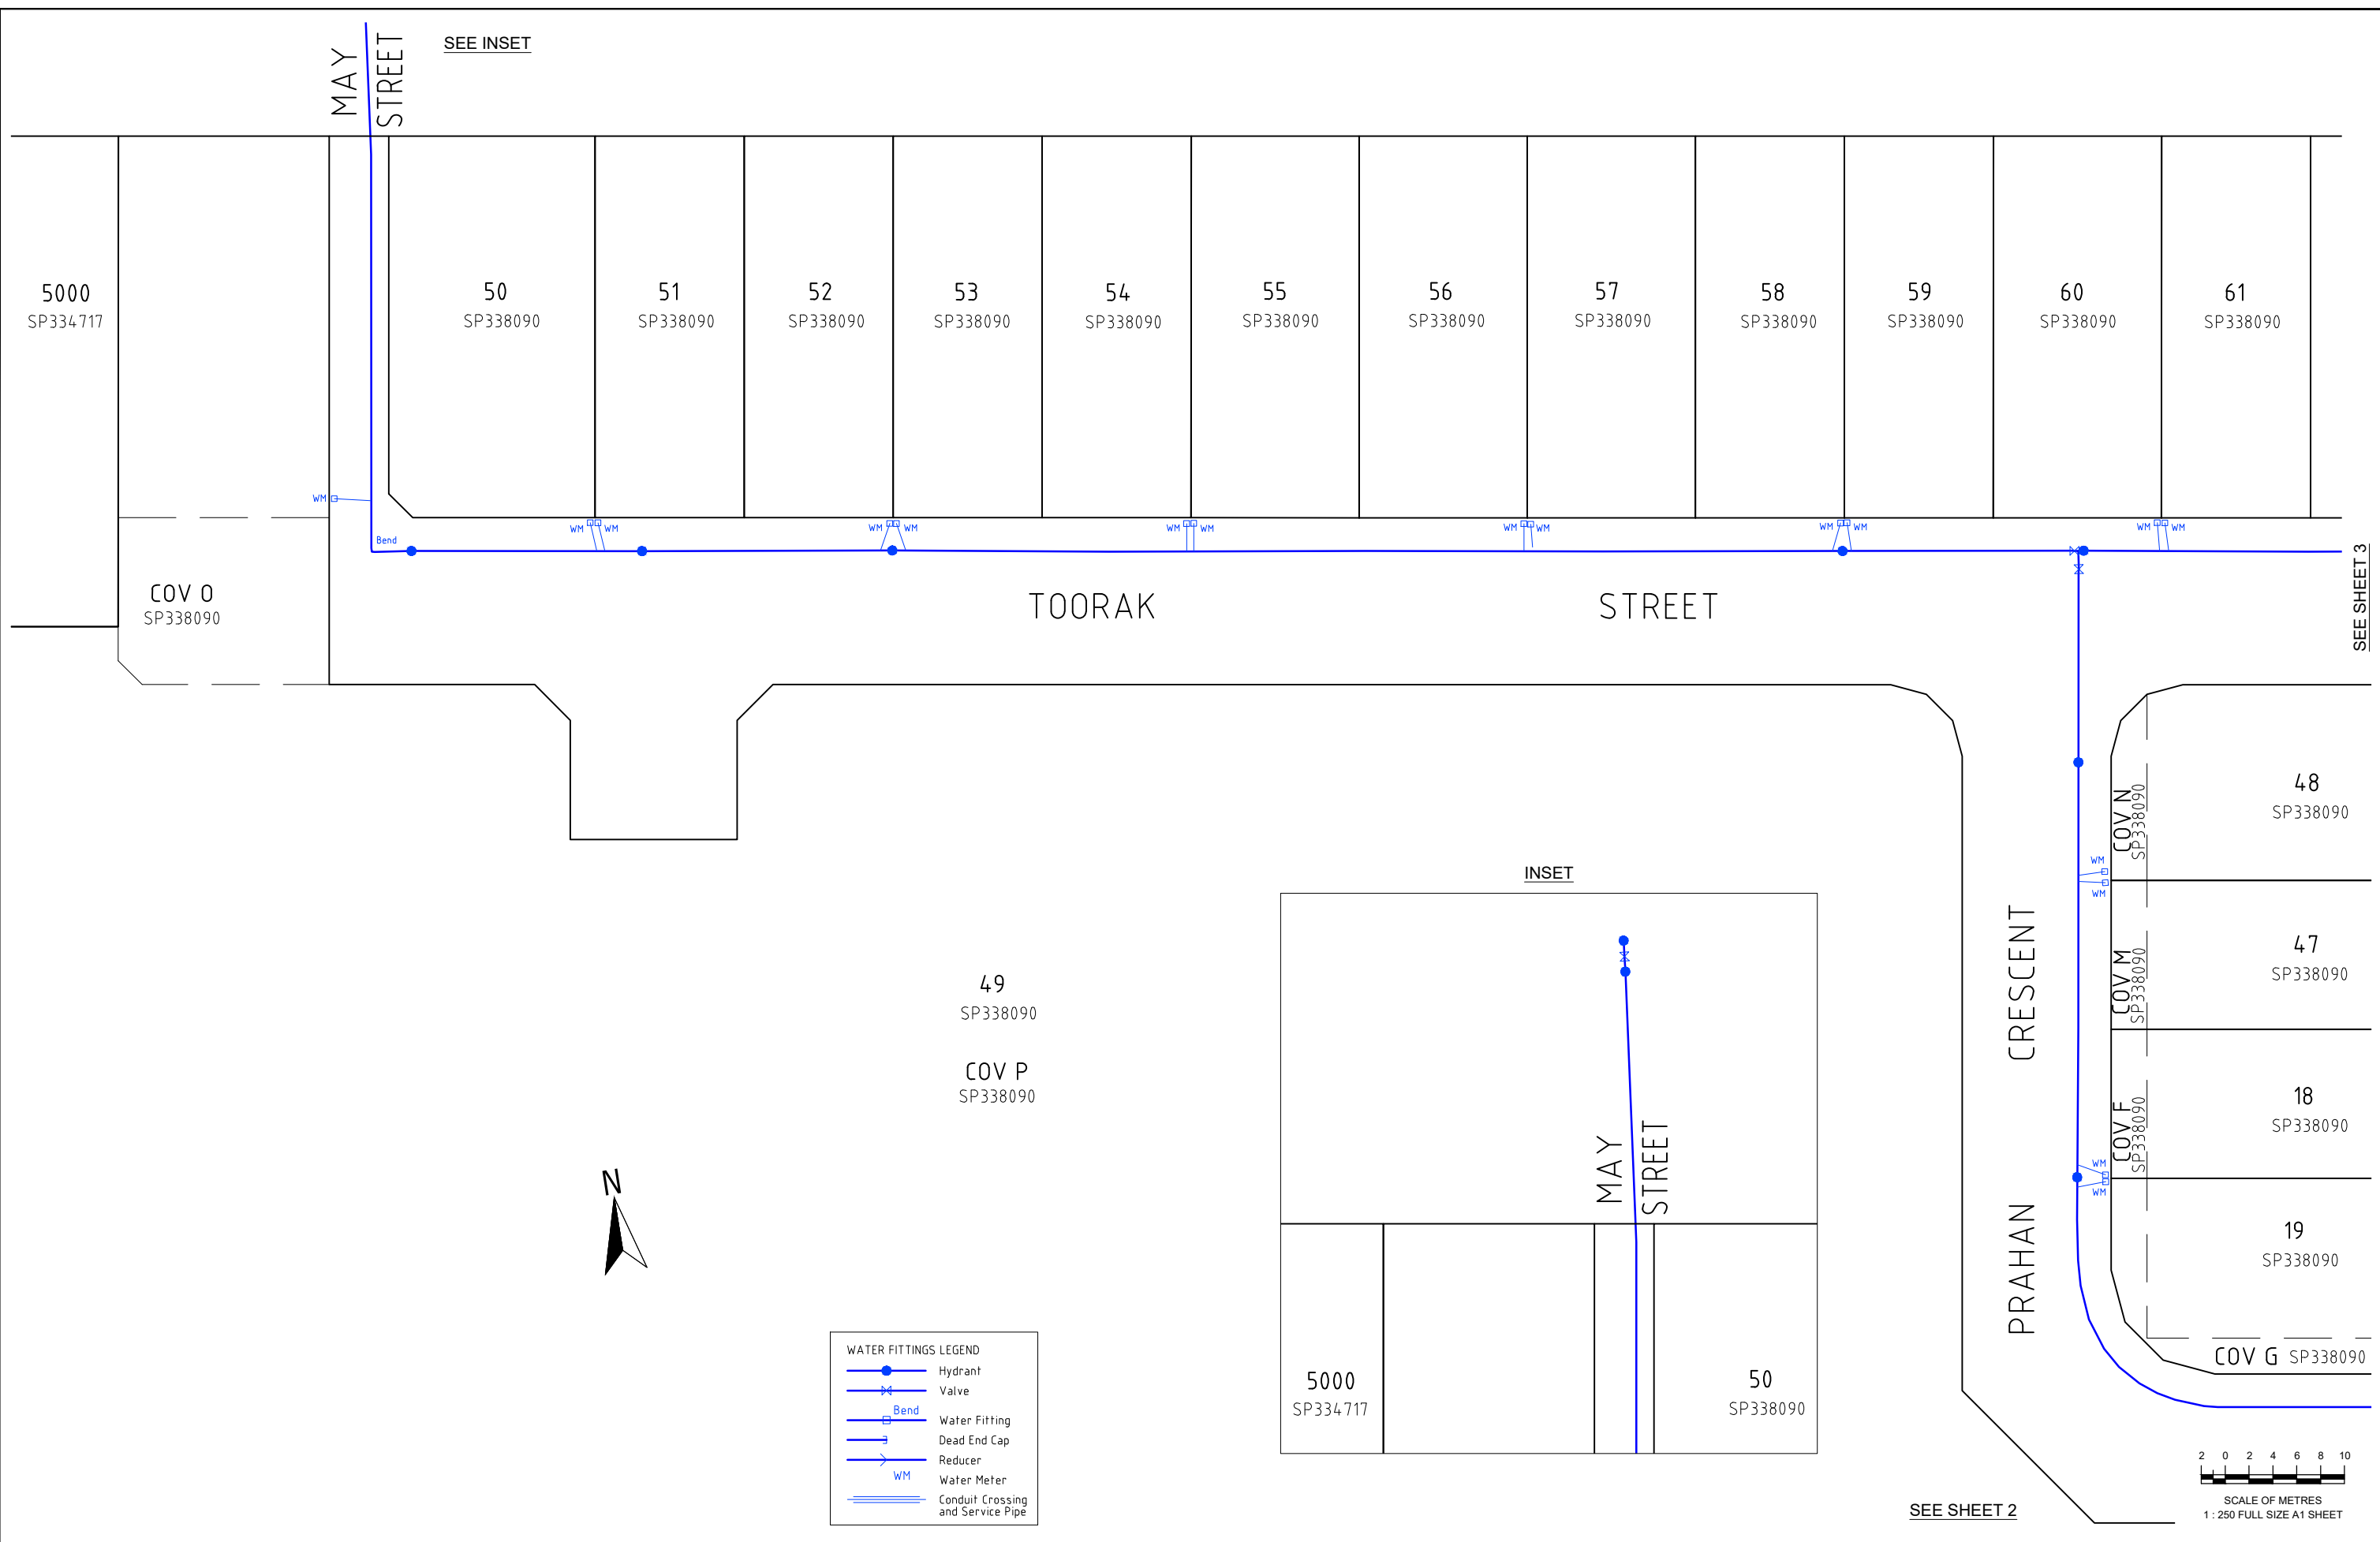 MAY
STREET
SEE INSET
5000
SP334717
50
SP338090
51
SP338090
52
SP338090
53
SP338090
54
SP338090
55
SP338090
56
SP338090
57
SP338090
58
SP338090
59
SP338090
60
SP338090
61
SP338090
WM
Bend
WM WM
WM WM
WM WM
WM WM
WM WM
WM WM
COV O
SP338090
TOORAK STREET
SEE SHEET 3
48
SP338090
COV N
SP338090
WM
WM
47
SP338090
COV M
SP338090
18
SP338090
COV F
SP338090
WM
WM
19
SP338090
COV G SP338090
PRAHAN CRESCENT
49
SP338090
COV P
SP338090
N
INSET
MAY
STREET
5000
SP334717
50
SP338090
WATER FITTINGS LEGEND
Hydrant
Valve
Bend
Water Fitting
Dead End Cap
Reducer
WM
Water Meter
Conduit Crossing
and Service Pipe
SEE SHEET 2
2 0 2 4 6 8 10
SCALE OF METRES
1 : 250 FULL SIZE A1 SHEET